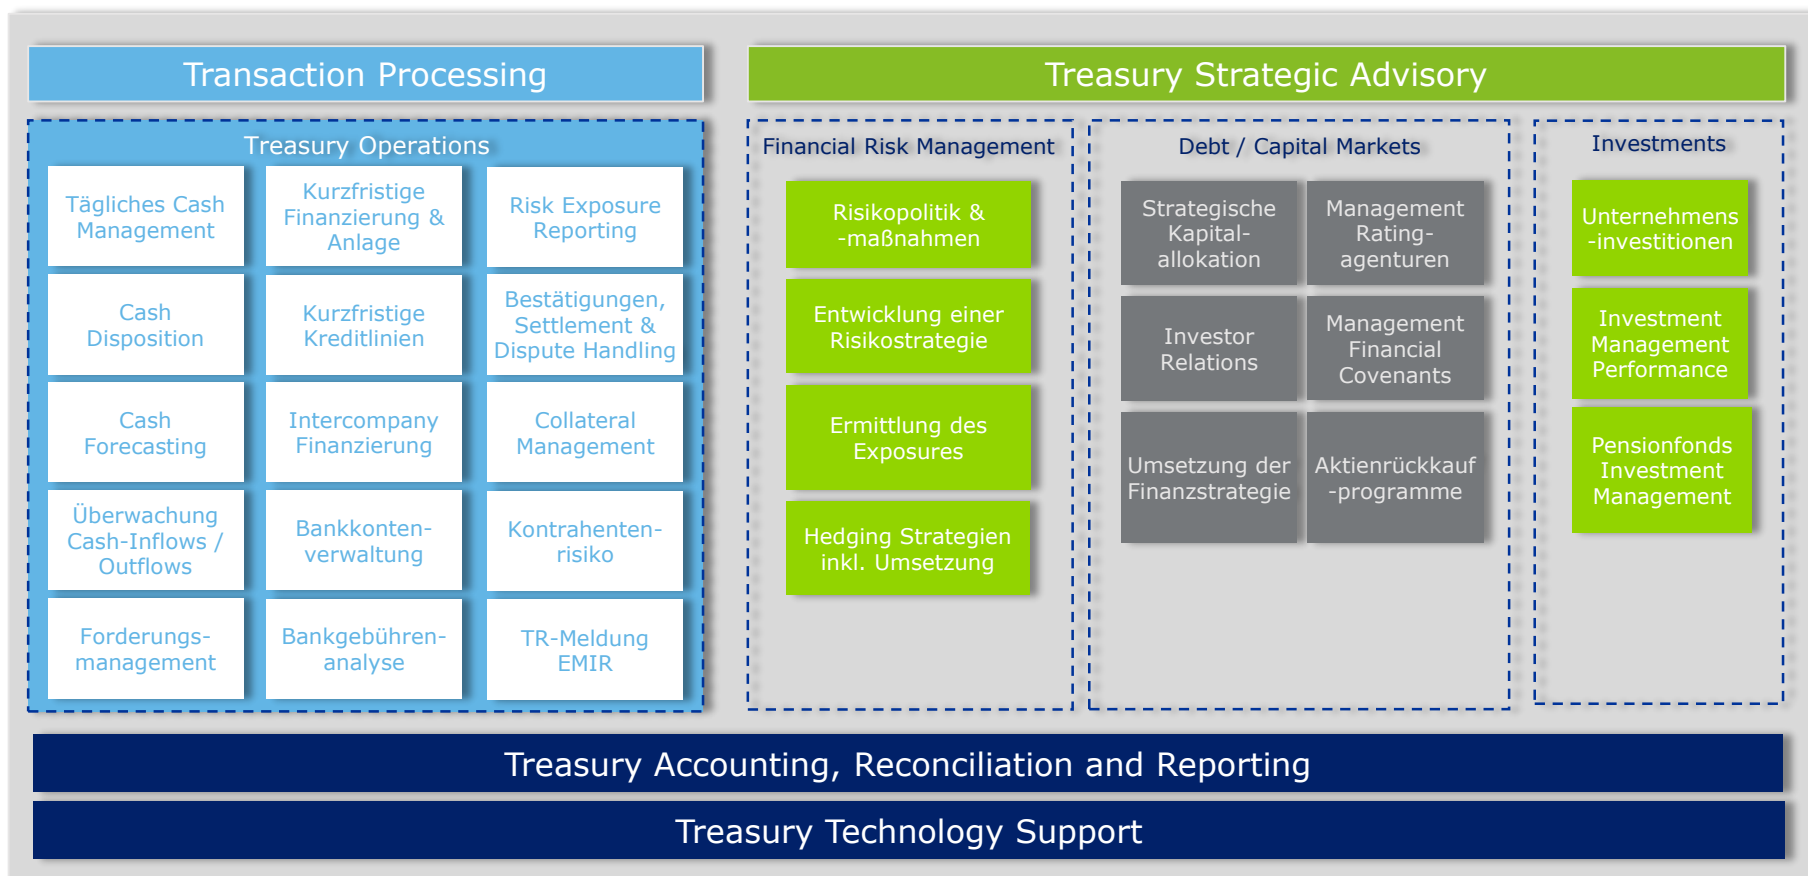 Transaction Processing
Treasury Operations
Tägliches Cash
Management
Kurzfristige
Finanzierung &
Anlage
Risk Exposure
Reporting
Cash
Disposition
Kurzfristige
Kreditlinien
Bestätigungen,
Settlement &
Dispute Handling
Cash
Forecasting
Intercompany
Finanzierung
Collateral
Management
Überwachung
Cash-Inflows /
Outflows
Bankkonten-
verwaltung
Kontrahenten-
risiko
Forderungs-
management
Bankgebühren-
analyse
TR-Meldung
EMIR
Treasury Strategic Advisory
Financial Risk Management
Risikopolitik &
-maßnahmen
Entwicklung einer
Risikostrategie
Ermittlung des
Exposures
Hedging Strategien
inkl. Umsetzung
Debt / Capital Markets
Strategische
Kapital-
allokation
Management
Rating-
agenturen
Investor
Relations
Management
Financial
Covenants
Umsetzung der
Finanzstrategie
Aktienrückkauf
-programme
Investments
Unternehmens
-investitionen
Investment
Management
Performance
Pensionfonds
Investment
Management
Treasury Accounting, Reconciliation and Reporting
Treasury Technology Support